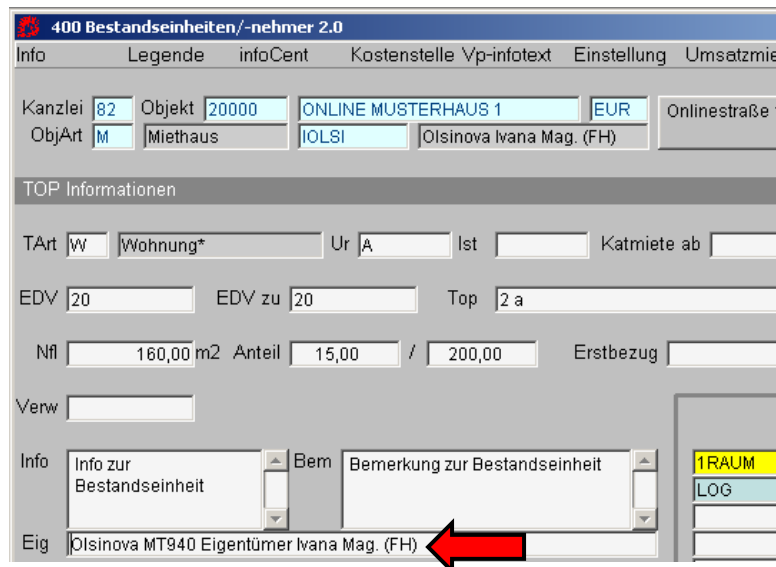 400 Bestandseinheiten/-nehmer 2.0
Info Legende infoCent Kostenstelle Vp-infotext Einstellung Umsatzmie
Kanzlei 82 Objekt 20000 ONLINE MUSTERHAUS 1 EUR Onlinestraße
ObjArt M Miethaus IOLSI Olsinova Ivana Mag. (FH)
TOP Informationen
TArt W Wohnung* Ur A Ist Katmiete ab
EDV 20 EDV zu 20 Top 2 a
Nfl 160,00 m2 Anteil 15,00 / 200,00 Erstbezug
Verw
Info Info zur Bem Bemerkung zur Bestandseinheit 1RAUM
Bestandseinheit LOG
Eig Olsinova MT940 Eigentümer Ivana Mag. (FH)